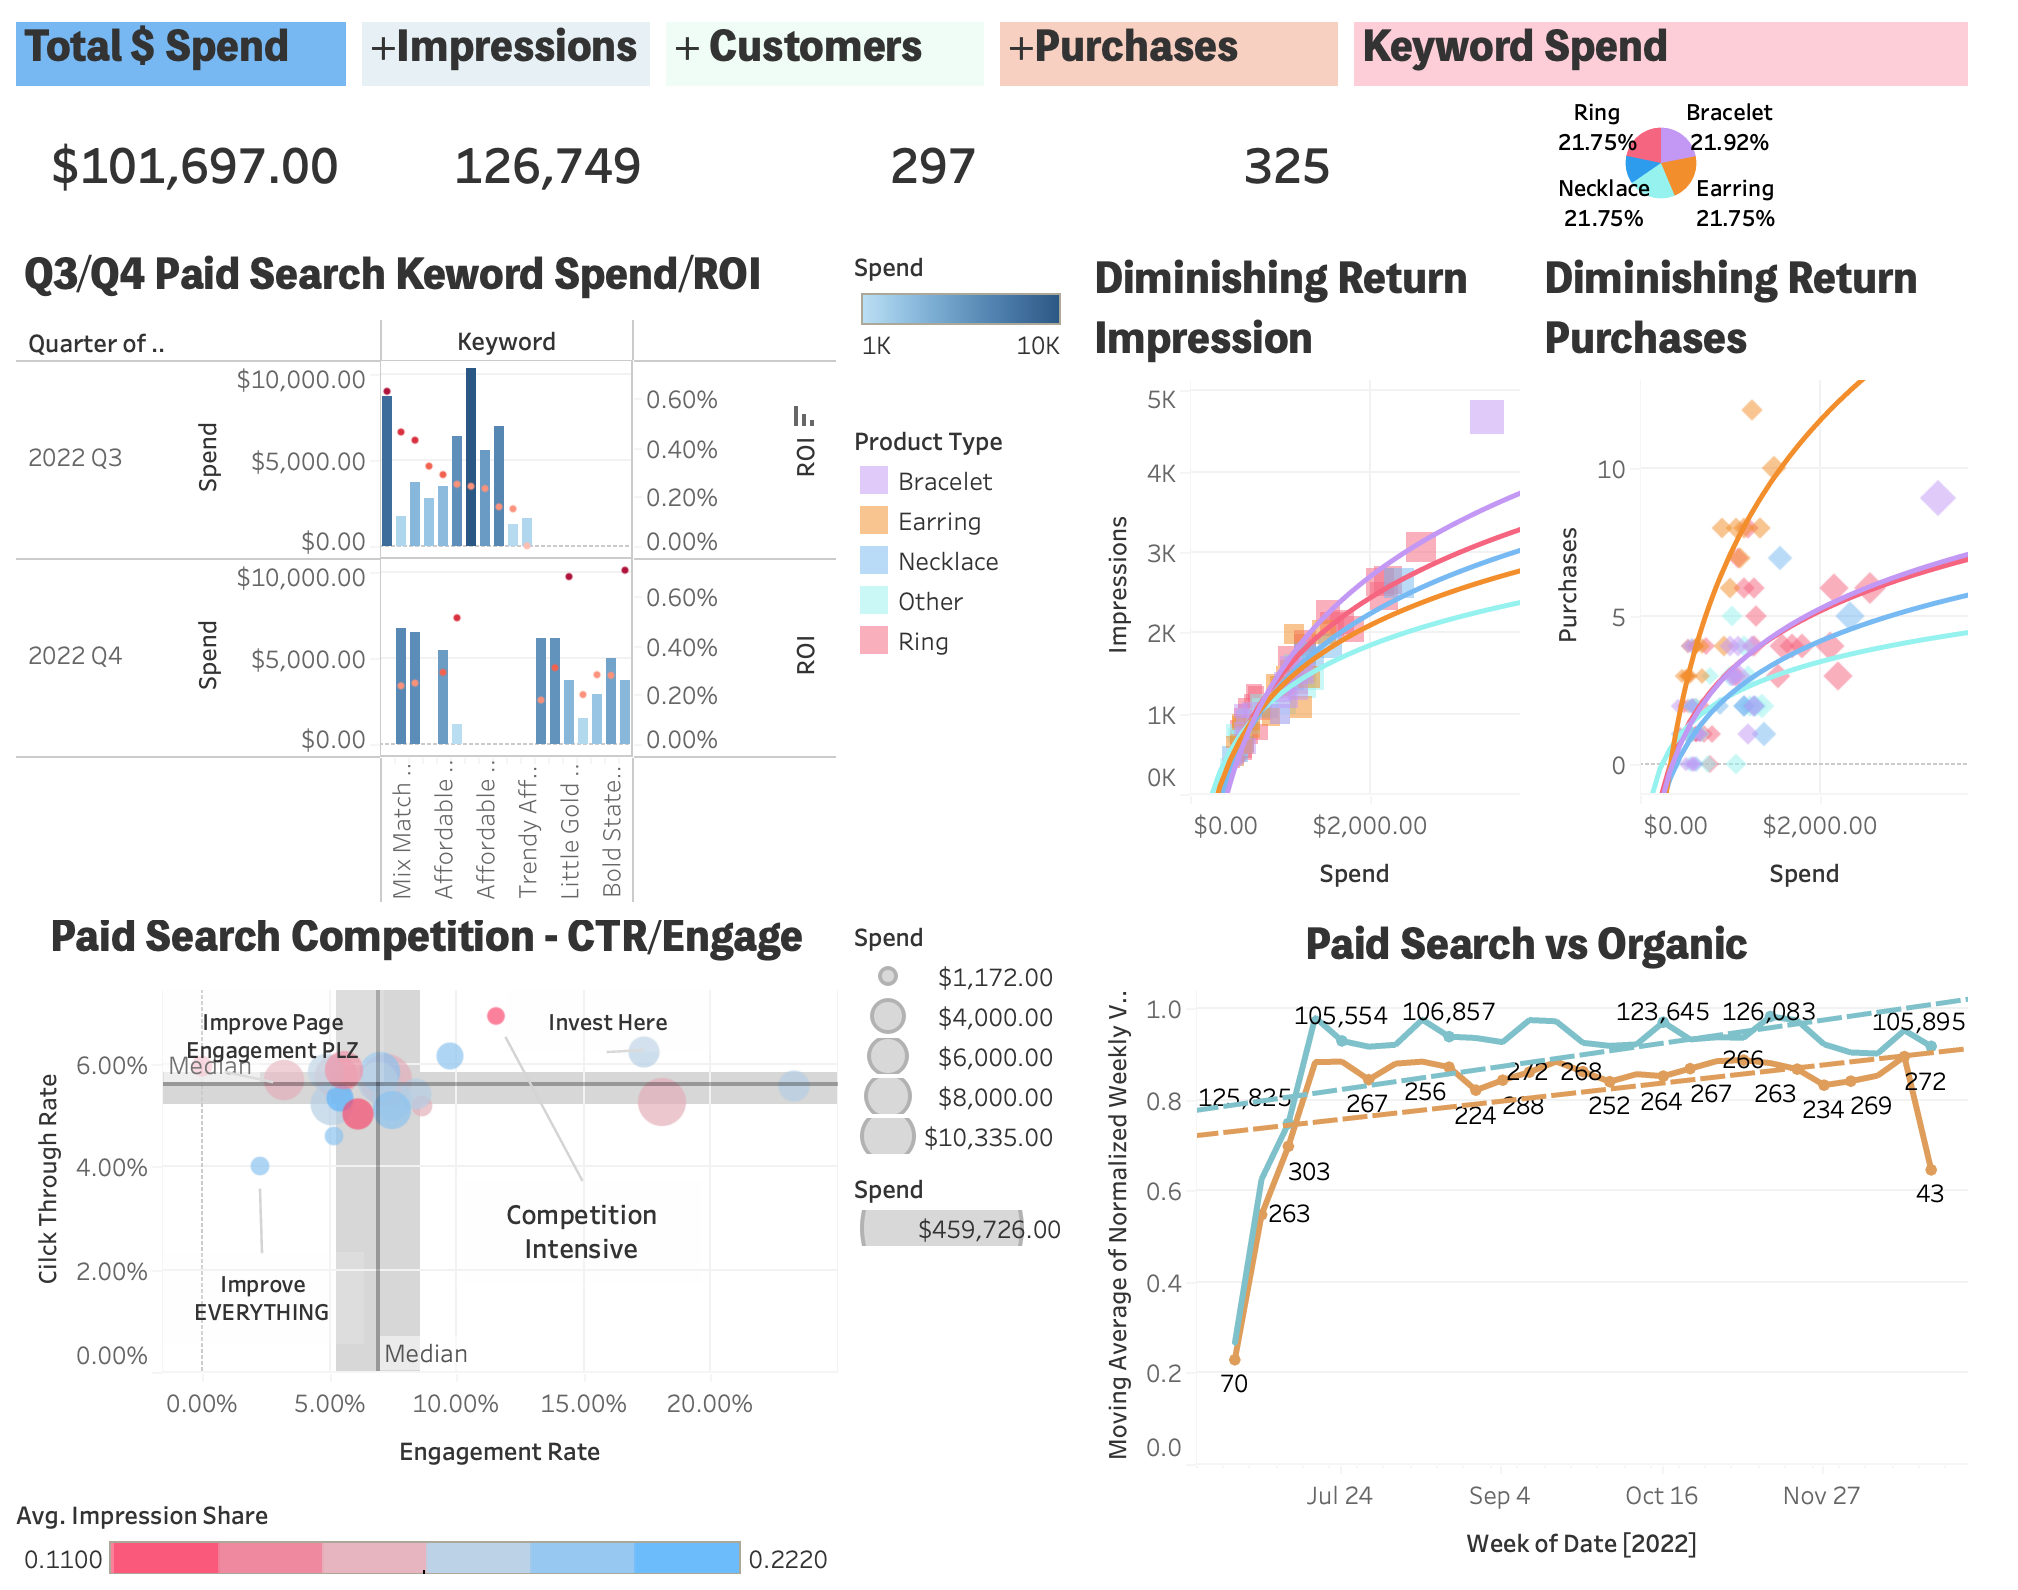 Total $ Spend
+Impressions
+ Customers
+Purchases
Keyword Spend
$101,697.00
126,749
297
325
Ring
21.75%
Bracelet
21.92%
Necklace
21.75%
Earring
21.75%
Q3/Q4 Paid Search Keword Spend/ROI
Quarter of ..
Keyword
2022 Q3
Spend
$10,000.00
$5,000.00
$0.00
0.60%
0.40%
0.20%
0.00%
ROI
2022 Q4
Spend
$10,000.00
$5,000.00
$0.00
0.60%
0.40%
0.20%
0.00%
ROI
Mix Match ..
Affordable ..
Affordable ..
Trendy Aff..
Little Gold ..
Bold State..
Spend
1K
10K
Product Type
Bracelet
Earring
Necklace
Other
Ring
Diminishing Return
Impression
Impressions
5K
4K
3K
2K
1K
0K
$0.00
$2,000.00
Spend
Diminishing Return
Purchases
Purchases
10
5
0
$0.00
$2,000.00
Spend
Paid Search Competition - CTR/Engage
Cilck Through Rate
6.00%
4.00%
2.00%
0.00%
Improve Page
Engagement PLZ
Median
Invest Here
Competition
Intensive
Improve
EVERYTHING
Median
0.00%
5.00%
10.00%
15.00%
20.00%
Engagement Rate
Avg. Impression Share
0.1100
0.2220
Spend
$1,172.00
$4,000.00
$6,000.00
$8,000.00
$10,335.00
Spend
$459,726.00
Paid Search vs Organic
Moving Average of Normalized Weekly V..
1.0
0.8
0.6
0.4
0.2
0.0
105,554
106,857
123,645
126,083
105,895
125,825
267
256
224
272
288
268
252
264
267
266
263
234
269
272
303
263
43
70
Jul 24
Sep 4
Oct 16
Nov 27
Week of Date [2022]